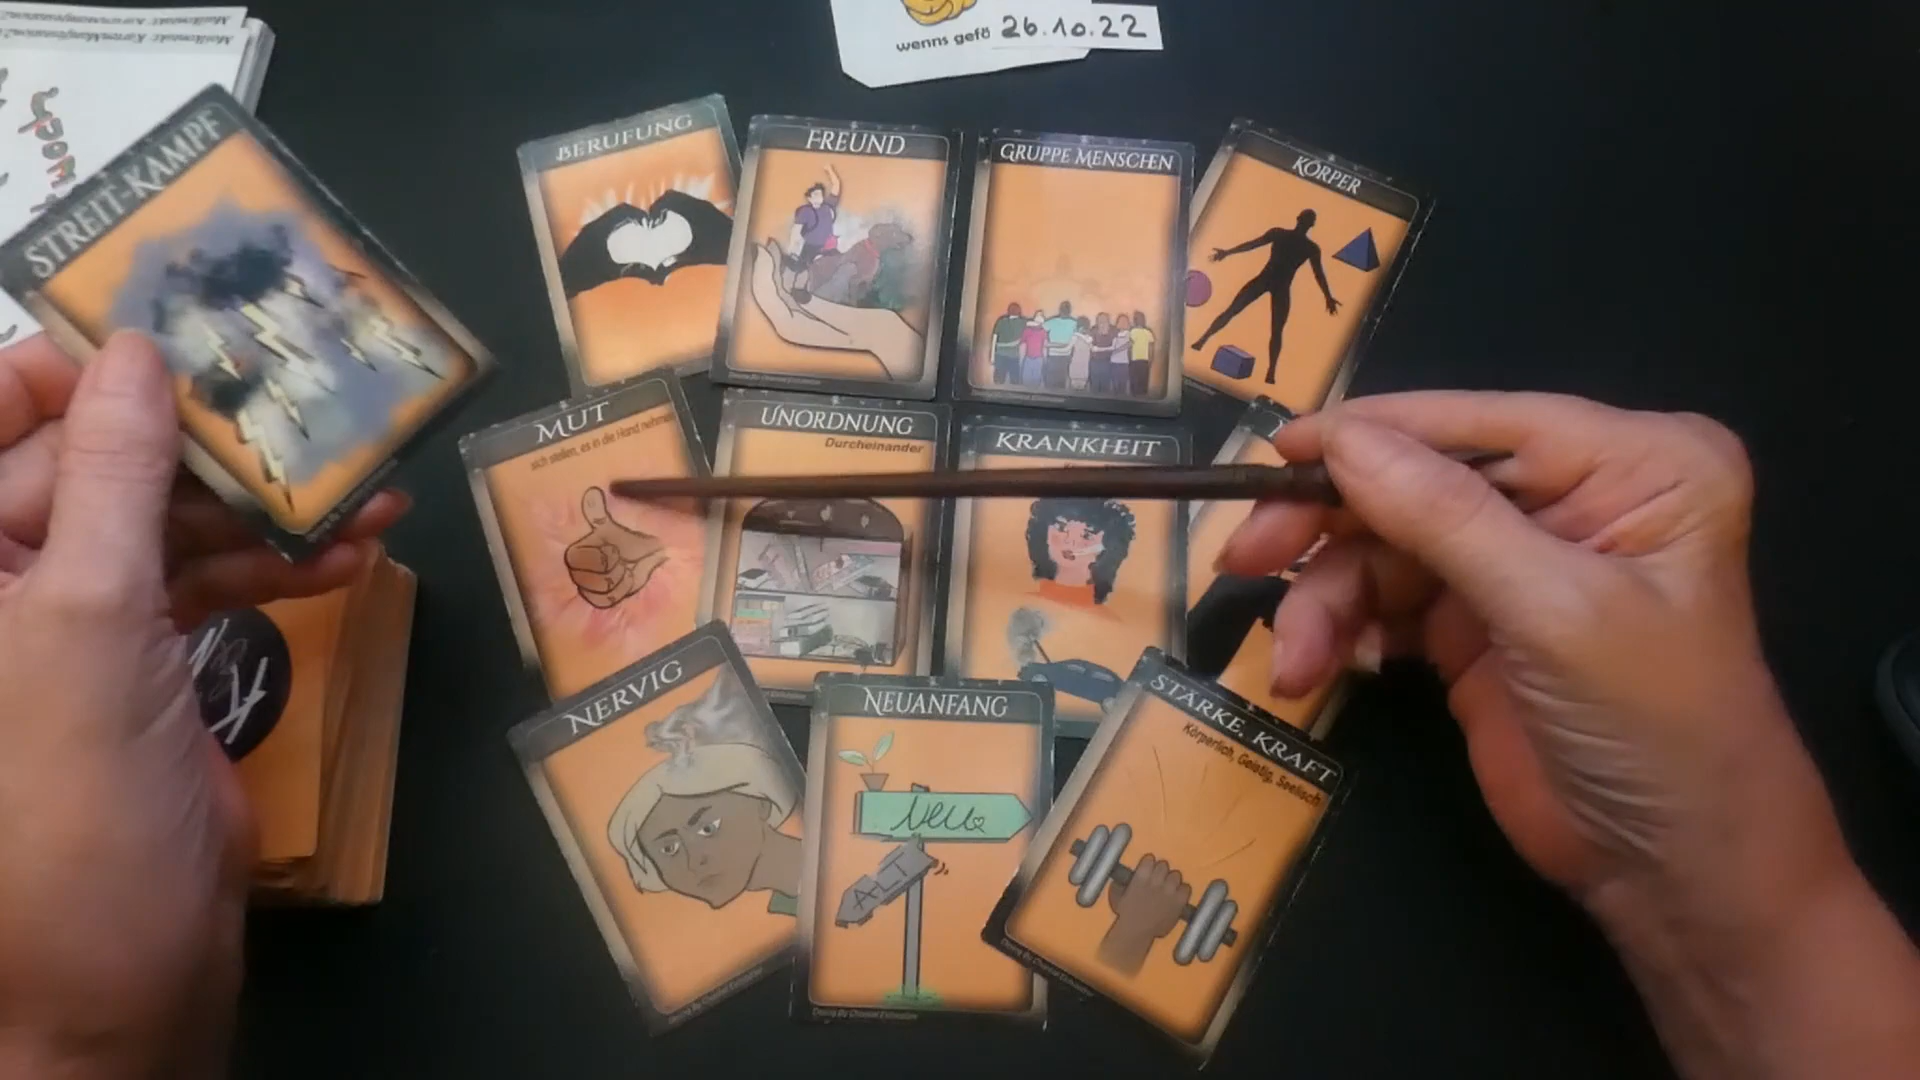 wenns gefö 26.10.22
STREIT-KAMPF
BERUFUNG
FREUND
GRUPPE MENSCHEN
KÖRPER
MUT
sich stellen, es in die Hand nehmen
UNORDNUNG
Durcheinander
KRANKHEIT
NERVIG
NEUANFANG
Neu
ALT
STÄRKE, KRAFT
Körperlich, Geistig, Seelisch